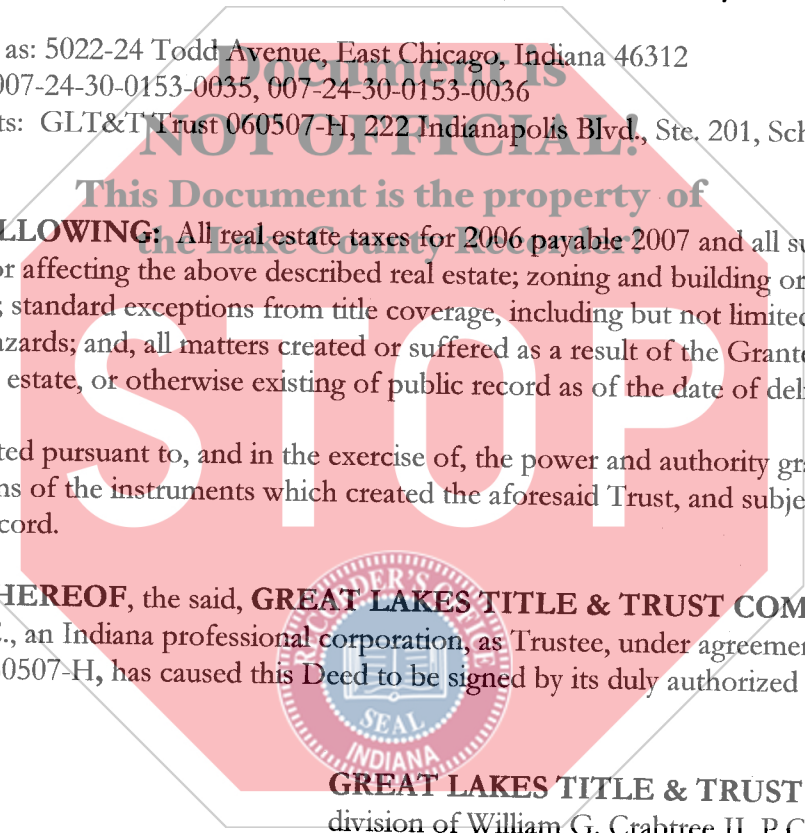 as: 5022-24 Todd Avenue, East Chicago, Indiana 46312
007-24-30-0153-0035, 007-24-30-0153-0036
ts: GLT&T Trust 060507-H, 222 Indianapolis Blvd., Ste. 201, Sch
Document is
NOT OFFICIAL!
This Document is the property of
the Lake County Recorder!
LLOWING: All real estate taxes for 2006 payable 2007 and all su
or affecting the above described real estate; zoning and building or
; standard exceptions from title coverage, including but not limited
azards; and, all matters created or suffered as a result of the Grante
estate, or otherwise existing of public record as of the date of deli
STOP
ted pursuant to, and in the exercise of, the power and authority gra
ns of the instruments which created the aforesaid Trust, and subje
cord.
HEREOF, the said, GREAT LAKES TITLE & TRUST COM
C., an Indiana professional corporation, as Trustee, under agreemen
0507-H, has caused this Deed to be signed by its duly authorized
RECORDER'S OFFICE
SEAL
INDIANA
GREAT LAKES TITLE & TRUST
division of William G. Crabtree II, P.C